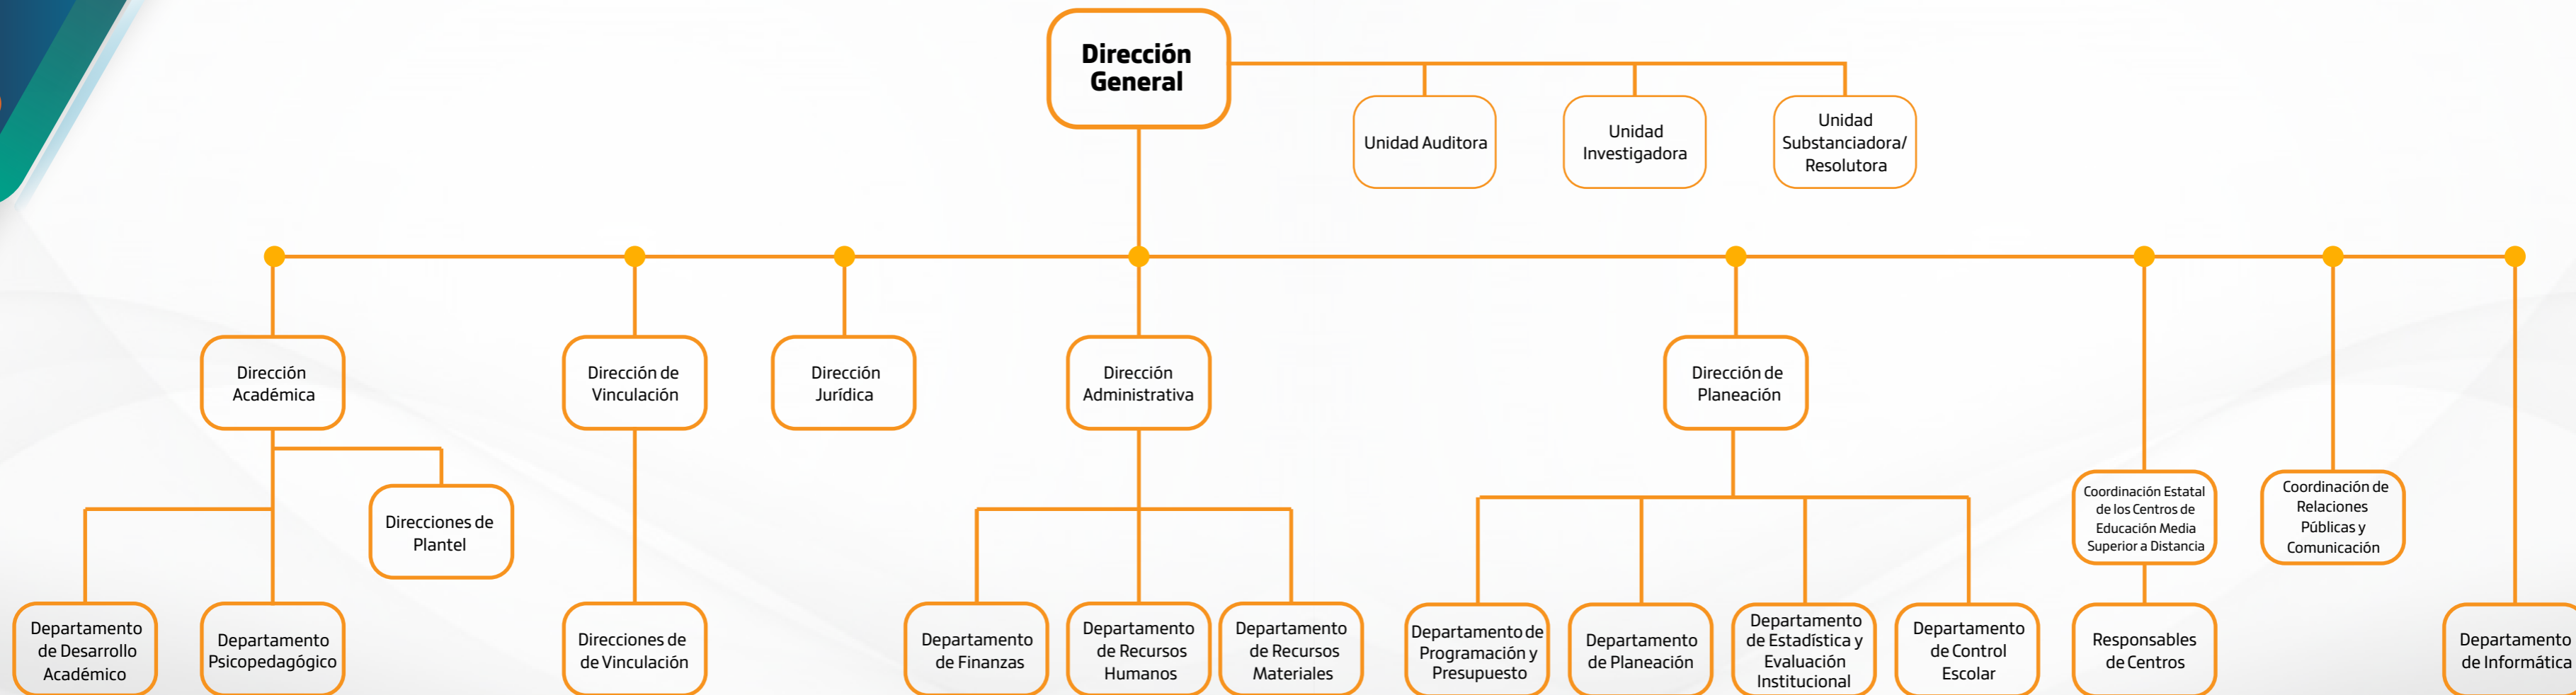 Dirección
General
Unidad Auditora
Unidad
Investigadora
Unidad
Substanciadora/
Resolutora
Dirección
Académica
Dirección de
Vinculación
Dirección
Jurídica
Dirección
Administrativa
Dirección de
Planeación
Coordinación Estatal
de los Centros de
Educación Media
Superior a Distancia
Coordinación de
Relaciones
Públicas y
Comunicación
Direcciones de
Plantel
Departamento
de Desarrollo
Académico
Departamento
Psicopedagógico
Direcciones de
de Vinculación
Departamento
de Finanzas
Departamento
de Recursos
Humanos
Departamento
de Recursos
Materiales
Departamento de
Programación y
Presupuesto
Departamento
de Planeación
Departamento
de Estadística y
Evaluación
Institucional
Departamento
de Control
Escolar
Responsables
de Centros
Departamento
de Informática